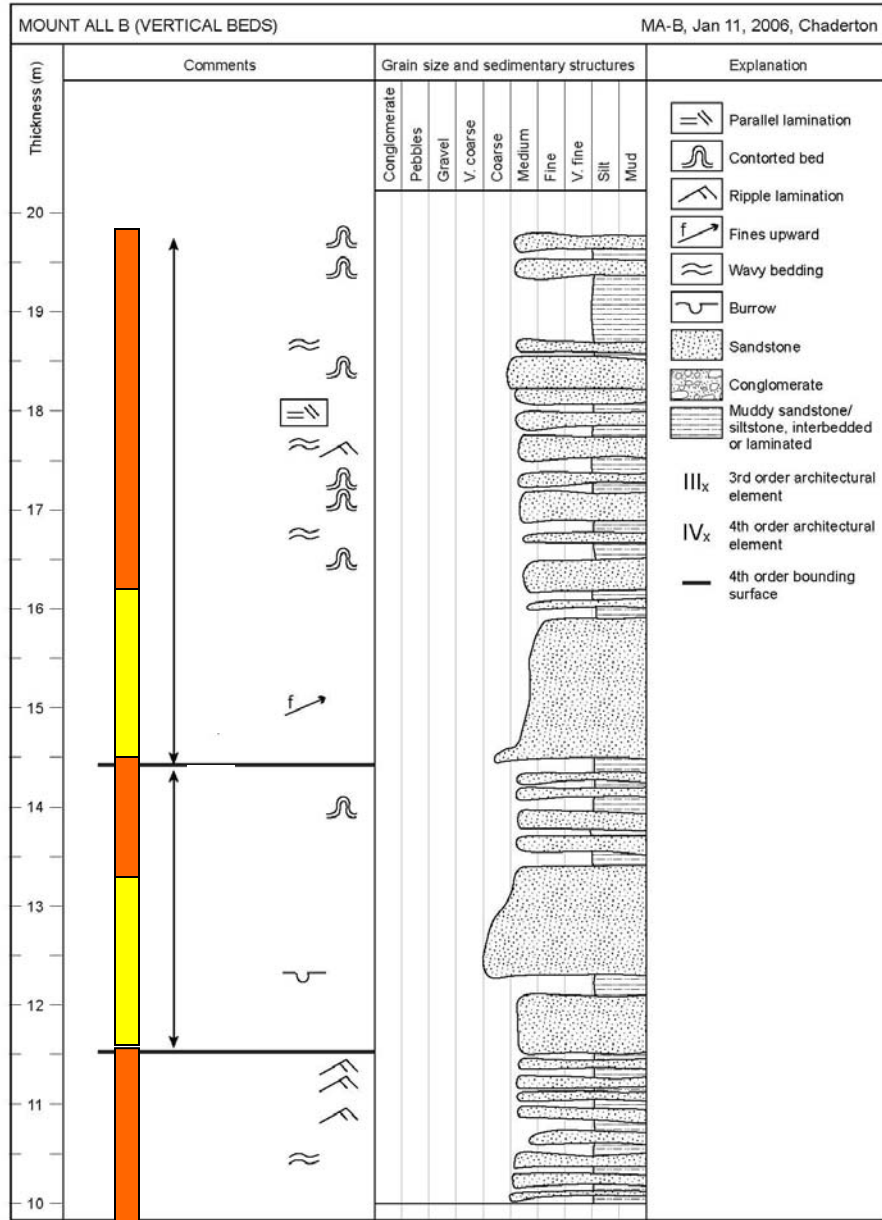 MOUNT ALL B (VERTICAL BEDS)
MA-B, Jan 11, 2006, Chaderton
Thickness (m)
Comments
Grain size and sedimentary structures
Explanation
Conglomerate
Pebbles
Gravel
V. coarse
Coarse
Medium
Fine
V. fine
Silt
Mud
20
19
18
17
16
15
14
13
12
11
10
f
Parallel lamination
Contorted bed
Ripple lamination
f
Fines upward
Wavy bedding
Burrow
Sandstone
Conglomerate
Muddy sandstone/
siltstone, interbedded
or laminated
IIIx
3rd order architectural
element
IVx
4th order architectural
element
4th order bounding
surface